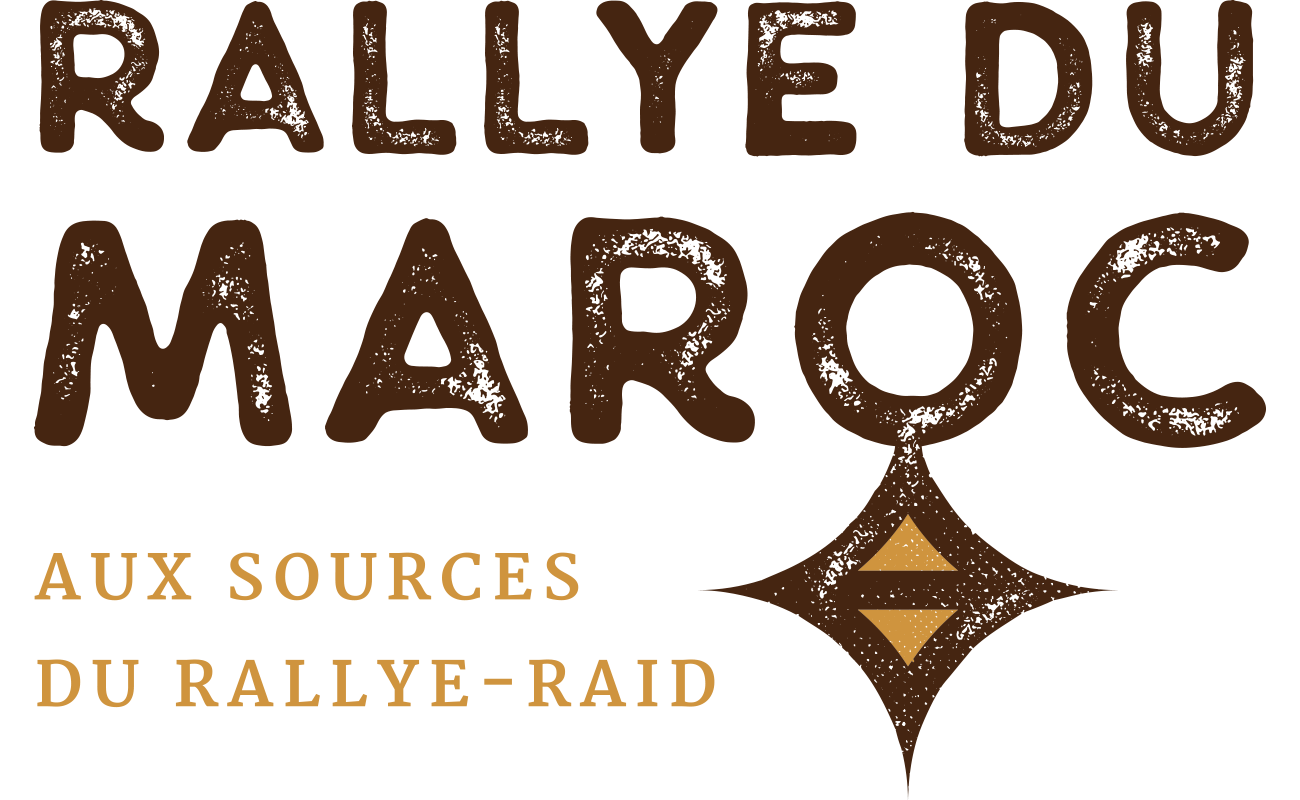 RALLYE DU
MAROC
AUX SOURCES
DU RALLYE-RAID